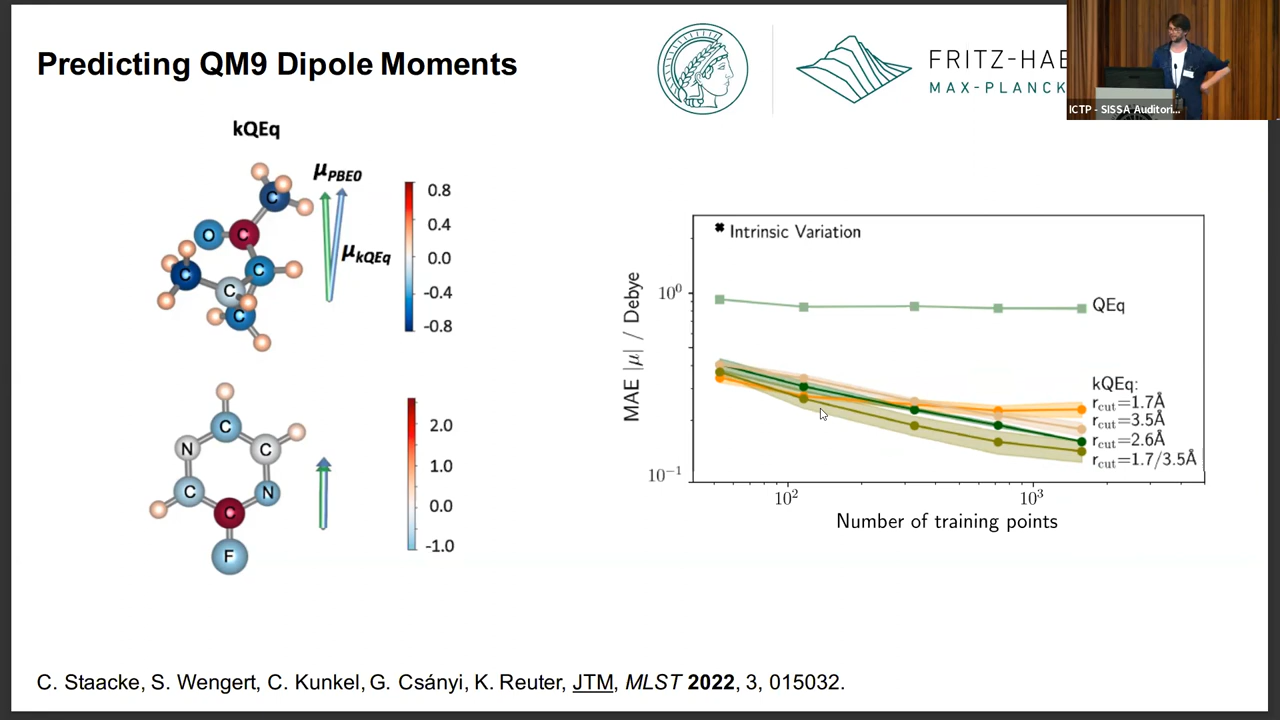 Predicting QM9 Dipole Moments
FRITZ-HAE
MAX-PLANCK
ICTP - SISSA Auditori...
kQEq
μPBE0
μkQEq
C
O
C
C
C
C
C
0.8
0.4
0.0
-0.4
-0.8
C
N
C
C
N
C
F
2.0
1.0
0.0
-1.0
Intrinsic Variation
QEq
kQEq:
rcut=1.7Å
rcut=3.5Å
rcut=2.6Å
rcut=1.7/3.5Å
MAE |μ| / Debye
10⁰
10⁻¹
10²
10³
Number of training points
C. Staacke, S. Wengert, C. Kunkel, G. Csányi, K. Reuter, JTM, MLST 2022, 3, 015032.